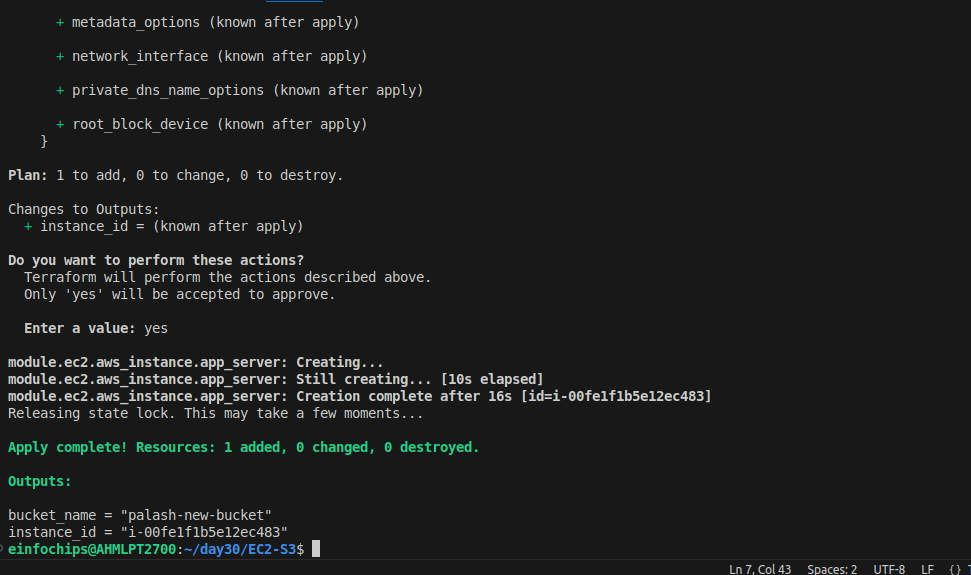 + metadata_options (known after apply)
+ network_interface (known after apply)
+ private_dns_name_options (known after apply)
+ root_block_device (known after apply)
}
Plan: 1 to add, 0 to change, 0 to destroy.
Changes to Outputs:
+ instance_id = (known after apply)
Do you want to perform these actions?
Terraform will perform the actions described above.
Only 'yes' will be accepted to approve.
Enter a value: yes
module.ec2.aws_instance.app_server: Creating...
module.ec2.aws_instance.app_server: Still creating... [10s elapsed]
module.ec2.aws_instance.app_server: Creation complete after 16s [id=i-00fe1f1b5e12ec483]
Releasing state lock. This may take a few moments...
Apply complete! Resources: 1 added, 0 changed, 0 destroyed.
Outputs:
bucket_name = "palash-new-bucket"
instance_id = "i-00fe1f1b5e12ec483"
einfochips@AHMLPT2700:~/day30/EC2-S3$
Ln 7, Col 43 Spaces: 2 UTF-8 LF {}